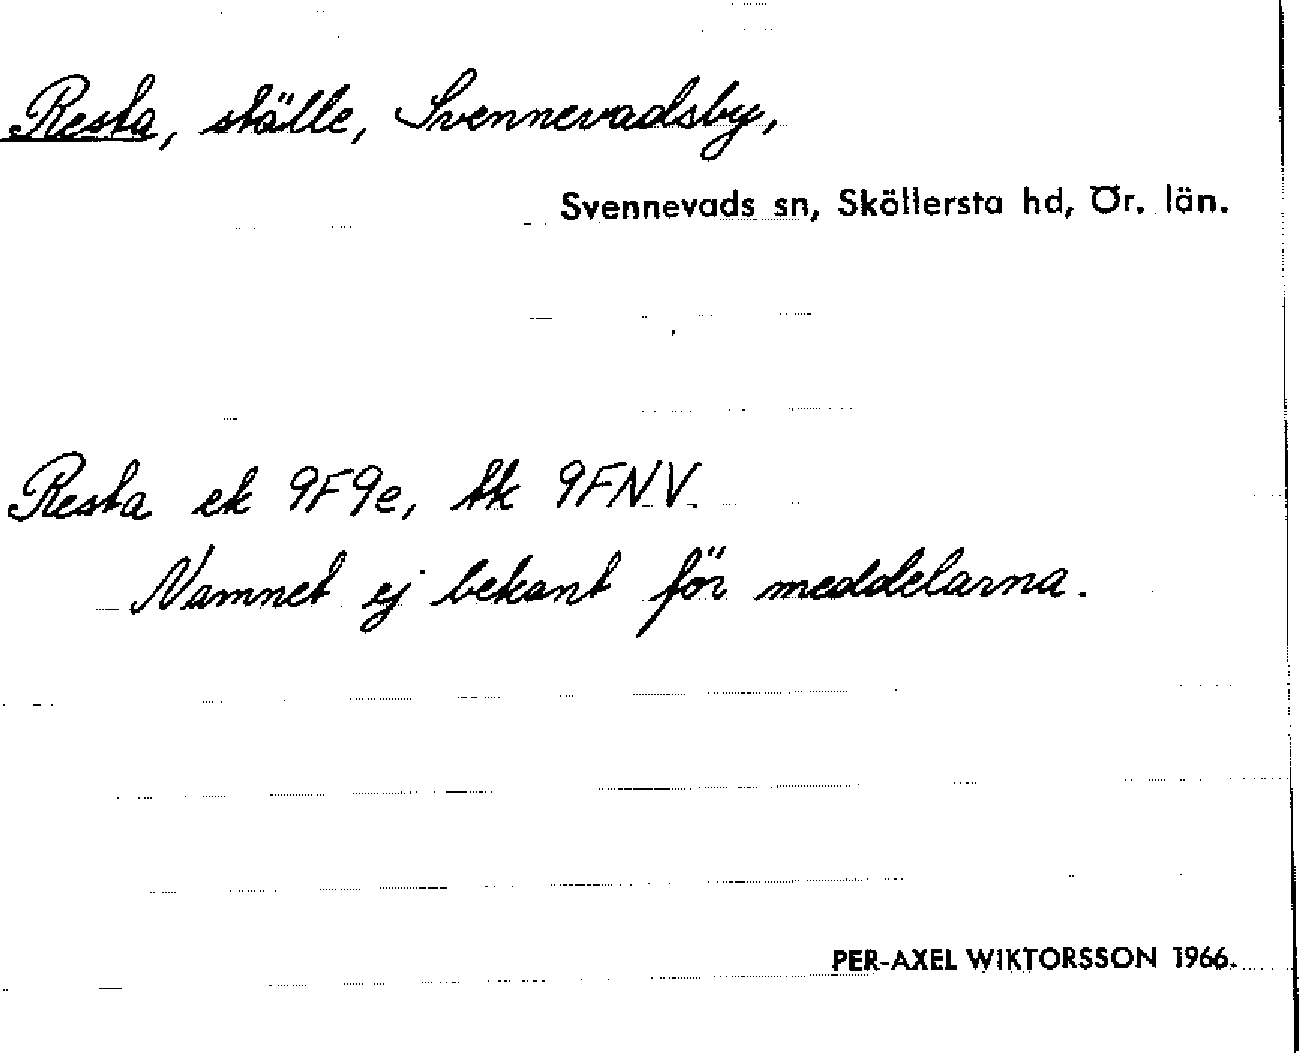 Resta, ställe, Svennevadsby,
Svennevads sn, Sköllersta hd, Ör. län.
Resta ek 9F9e, tk 9FNV.
Namnet ej bekant för meddelarna.
PER-AXEL WIKTORSSON 1966.